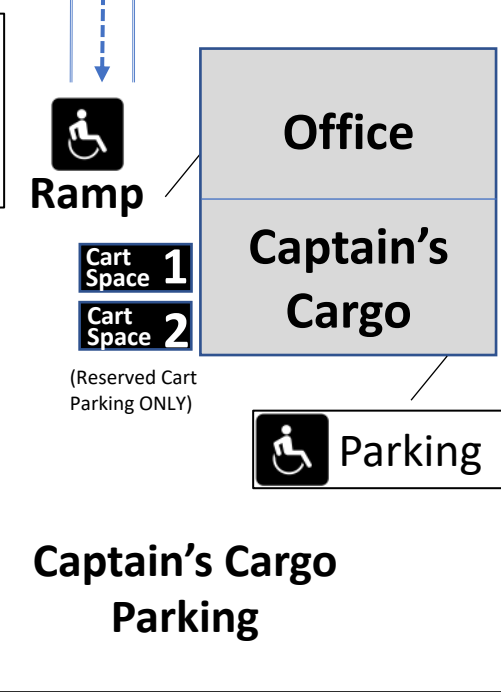 Office
Ramp
Captain's
Cargo
Cart
Space 1
Cart
Space 2
(Reserved Cart
Parking ONLY)
Parking
Captain's Cargo
Parking